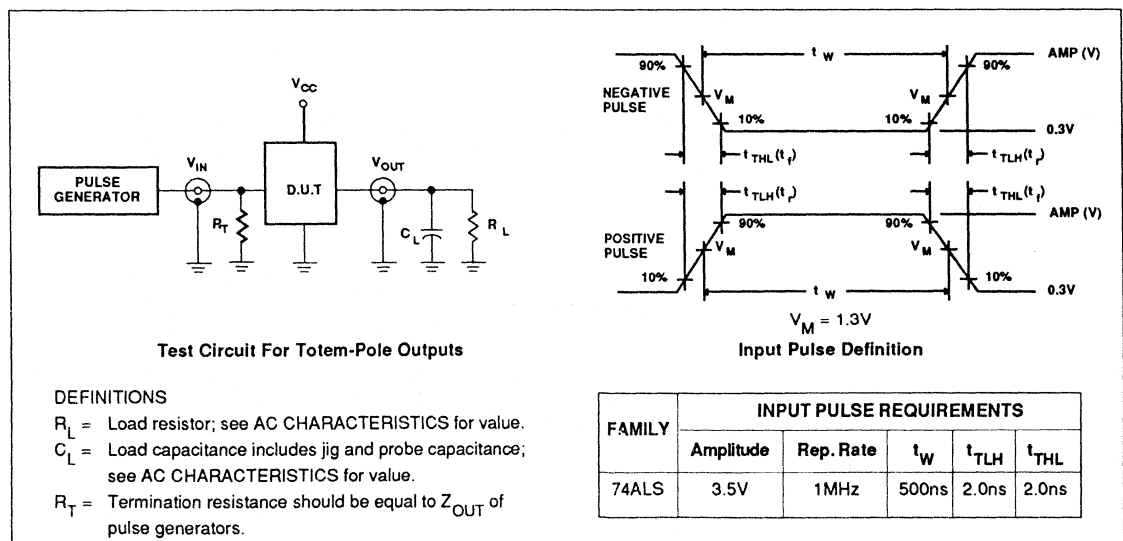 V_CC
V_IN
V_OUT
PULSE
GENERATOR
D.U.T
R_T
C_L
R_L
Test Circuit For Totem-Pole Outputs
t_W
AMP (V)
90%
90%
NEGATIVE
PULSE
V_M
V_M
10%
10%
0.3V
t_THL(t_f)
t_TLH(t_r)
t_TLH(t_r)
t_THL(t_f)
AMP (V)
90%
90%
POSITIVE
PULSE
V_M
V_M
10%
10%
t_W
0.3V
V_M = 1.3V
Input Pulse Definition
DEFINITIONS
R_L = Load resistor; see AC CHARACTERISTICS for value.
C_L = Load capacitance includes jig and probe capacitance;
see AC CHARACTERISTICS for value.
R_T = Termination resistance should be equal to Z_OUT of
pulse generators.
FAMILY INPUT PULSE REQUIREMENTS
Amplitude Rep. Rate t_W t_TLH t_THL
74ALS 3.5V 1MHz 500ns 2.0ns 2.0ns